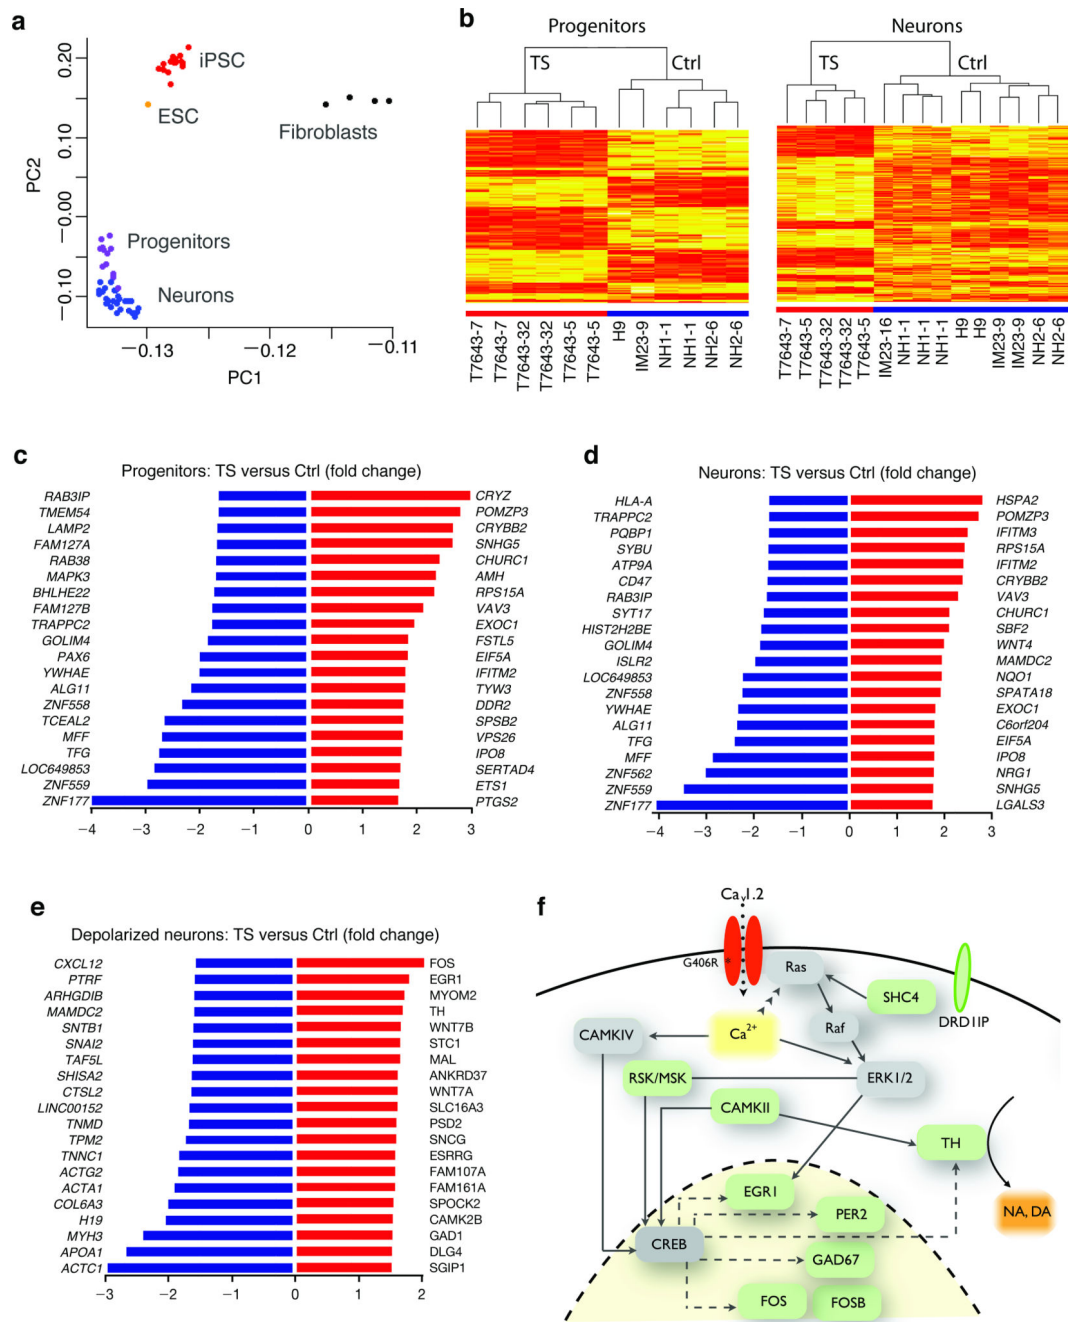 a
0.20
0.10
−0.00
−0.10
PC2
iPSC
ESC
Fibroblasts
Progenitors
Neurons
−0.13
−0.12
−0.11
PC1
b
Progenitors
TS
Ctrl
T7643-7
T7643-7
T7643-32
T7643-32
T7643-5
T7643-5
H9
IM23-9
NH1-1
NH1-1
NH2-6
NH2-6
Neurons
TS
Ctrl
T7643-7
T7643-5
T7643-32
T7643-32
T7643-5
IM23-16
NH1-1
NH1-1
NH1-1
H9
H9
IM23-9
IM23-9
NH2-6
NH2-6
c
Progenitors: TS versus Ctrl (fold change)
RAB3IP CRYZ
TMEM54 POMZP3
LAMP2 CRYBB2
FAM127A SNHG5
RAB38 CHURC1
MAPK3 AMH
BHLHE22 RPS15A
FAM127B VAV3
TRAPPC2 EXOC1
GOLIM4 FSTL5
PAX6 EIF5A
YWHAE IFITM2
ALG11 TYW3
ZNF558 DDR2
TCEAL2 SPSB2
MFF VPS26
TFG IPO8
LOC649853 SERTAD4
ZNF559 ETS1
ZNF177 PTGS2
−4 −3 −2 −1 0 1 2 3
d
Neurons: TS versus Ctrl (fold change)
HLA-A HSPA2
TRAPPC2 POMZP3
PQBP1 IFITM3
SYBU RPS15A
ATP9A IFITM2
CD47 CRYBB2
RAB3IP VAV3
SYT17 CHURC1
HIST2H2BE SBF2
GOLIM4 WNT4
ISLR2 MAMDC2
LOC649853 NQO1
ZNF558 SPATA18
YWHAE EXOC1
ALG11 C6orf204
TFG EIF5A
MFF IPO8
ZNF562 NRG1
ZNF559 SNHG5
ZNF177 LGALS3
−4 −3 −2 −1 0 1 2 3
e
Depolarized neurons: TS versus Ctrl (fold change)
CXCL12 FOS
PTRF EGR1
ARHGDIB MYOM2
MAMDC2 TH
SNTB1 WNT7B
SNAI2 STC1
TAF5L MAL
SHISA2 ANKRD37
CTSL2 WNT7A
LINC00152 SLC16A3
TNMD PSD2
TPM2 SNCG
TNNC1 ESRRG
ACTG2 FAM107A
ACTA1 FAM161A
COL6A3 SPOCK2
H19 CAMK2B
MYH3 GAD1
APOA1 DLG4
ACTC1 SGIP1
−3 −2 −1 0 1 2
f
Cav1.2
G406R *
Ras
SHC4
DRD1IP
CAMKIV
Ca2+
Raf
RSK/MSK
ERK1/2
CAMKII
TH
EGR1
PER2
NA, DA
CREB
GAD67
FOS
FOSB